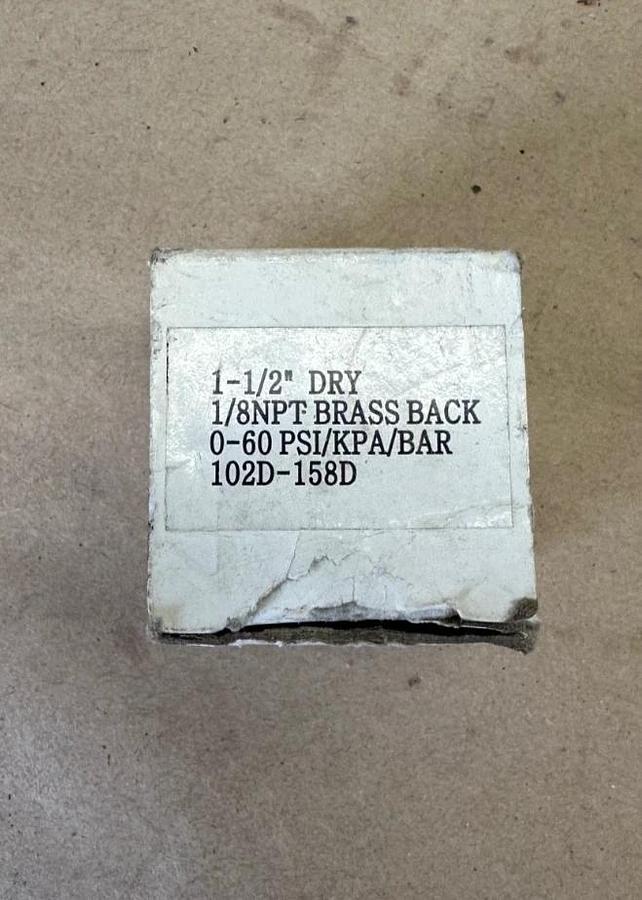 1-1/2" DRY
1/8NPT BRASS BACK
0-60 PSI/KPA/BAR
102D-158D